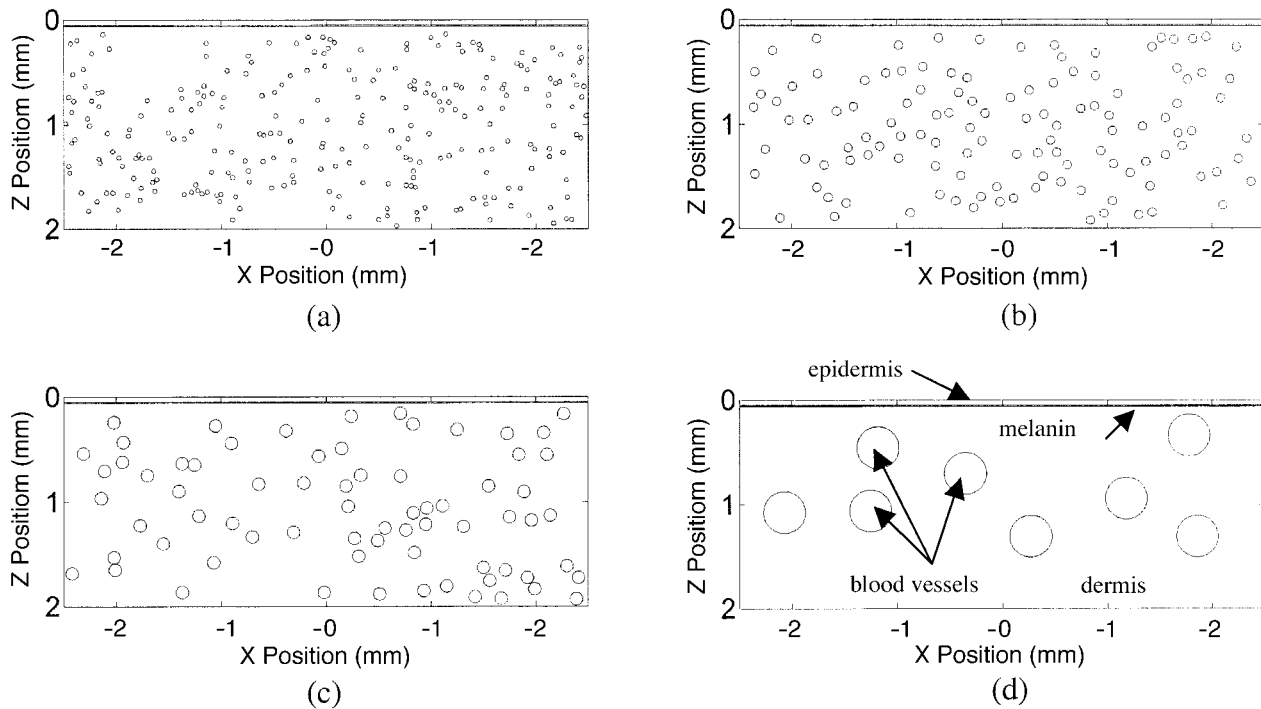 0
1
2
Z Positiom (mm)
-2
-1
-0
-1
-2
X Position (mm)
(a)
0
1
2
Z Positiom (mm)
-2
-1
-0
-1
-2
X Position (mm)
(b)
0
1
2
Z Positiom (mm)
-2
-1
-0
-1
-2
X Position (mm)
(c)
epidermis
0
melanin
1
blood vessels
dermis
2
Z Positiom (mm)
-2
-1
-0
-1
-2
X Position (mm)
(d)